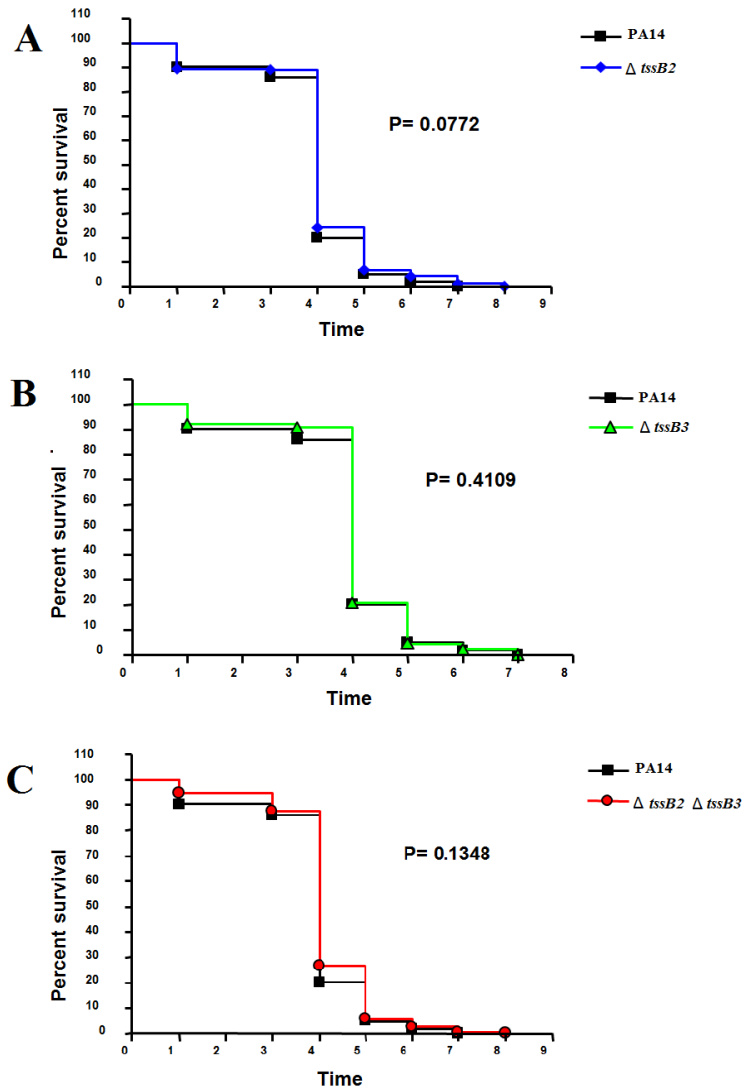 A
110
100
90
80
70
60
50
40
30
20
10
0
Percent survival
0 1 2 3 4 5 6 7 8 9
Time
P= 0.0772
PA14
Δ tssB2
B
110
100
90
80
70
60
50
40
30
20
10
0
Percent survival
0 1 2 3 4 5 6 7 8
Time
P= 0.4109
PA14
Δ tssB3
C
110
100
90
80
70
60
50
40
30
20
10
0
Percent survival
0 1 2 3 4 5 6 7 8 9
Time
P= 0.1348
PA14
Δ tssB2 Δ tssB3